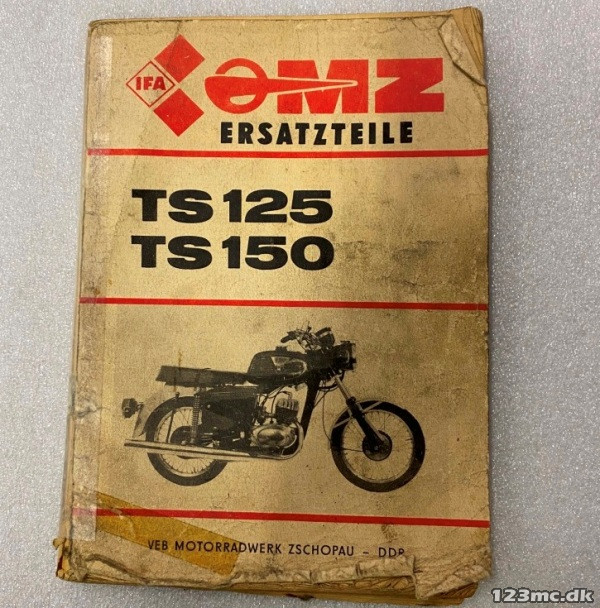 IFA
MZ
ERSATZTEILE
TS 125
TS 150
VEB MOTORRADWERK ZSCHOPAU - DDR
123mc.dk